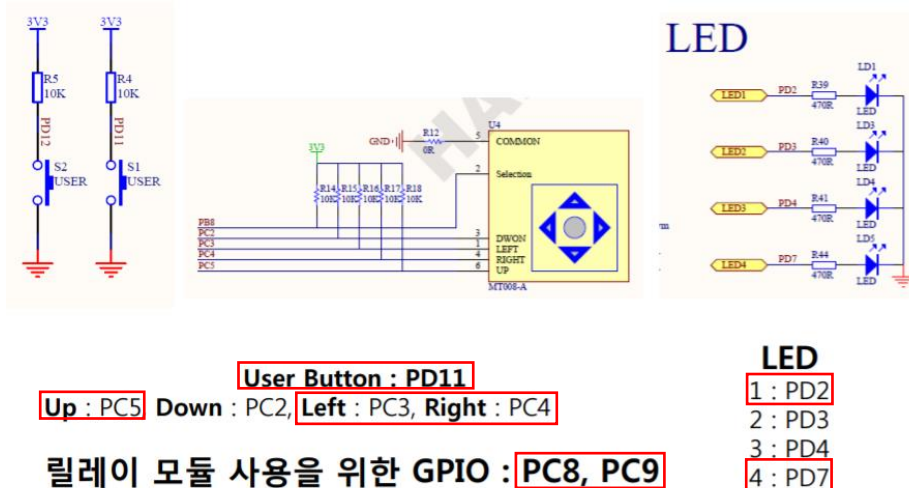 3V3
3V3
R5
10K
R4
10K
PD12
PD11
S2
USER
S1
USER
3V3
GND
R12
0R
U4
5
COMMON
2
Selection
R14
R15
R16
R17
R18
10K
10K
10K
10K
10K
PB8
PC2
3
DWON
PC3
1
LEFT
PC4
4
RIGHT
PC5
6
UP
MT008-A
HA
LED
LED1
PD2
R39
470R
LD1
LED
LED2
PD3
R40
470R
LD3
LED
LED3
PD4
R41
470R
LD4
LED
LED4
PD7
R44
470R
LD5
LED
User Button : PD11
Up : PC5 Down : PC2, Left : PC3, Right : PC4
릴레이 모듈 사용을 위한 GPIO : PC8, PC9
LED
1 : PD2
2 : PD3
3 : PD4
4 : PD7